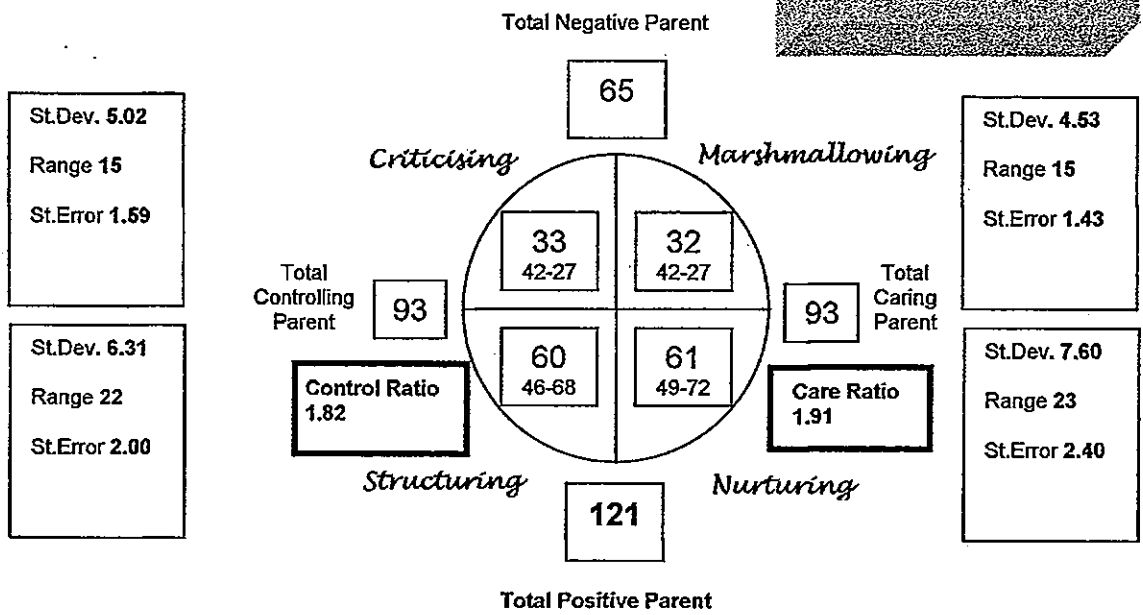 Total Negative Parent
65
St.Dev. 5.02
Range 15
St.Error 1.59
St.Dev. 4.53
Range 15
St.Error 1.43
Criticising
Marshmallowing
33
42-27
32
42-27
Total
Controlling
Parent
93
93
Total
Caring
Parent
St.Dev. 6.31
Range 22
St.Error 2.00
Control Ratio
1.82
60
46-68
61
49-72
Care Ratio
1.91
St.Dev. 7.60
Range 23
St.Error 2.40
Structuring
Nurturing
121
Total Positive Parent